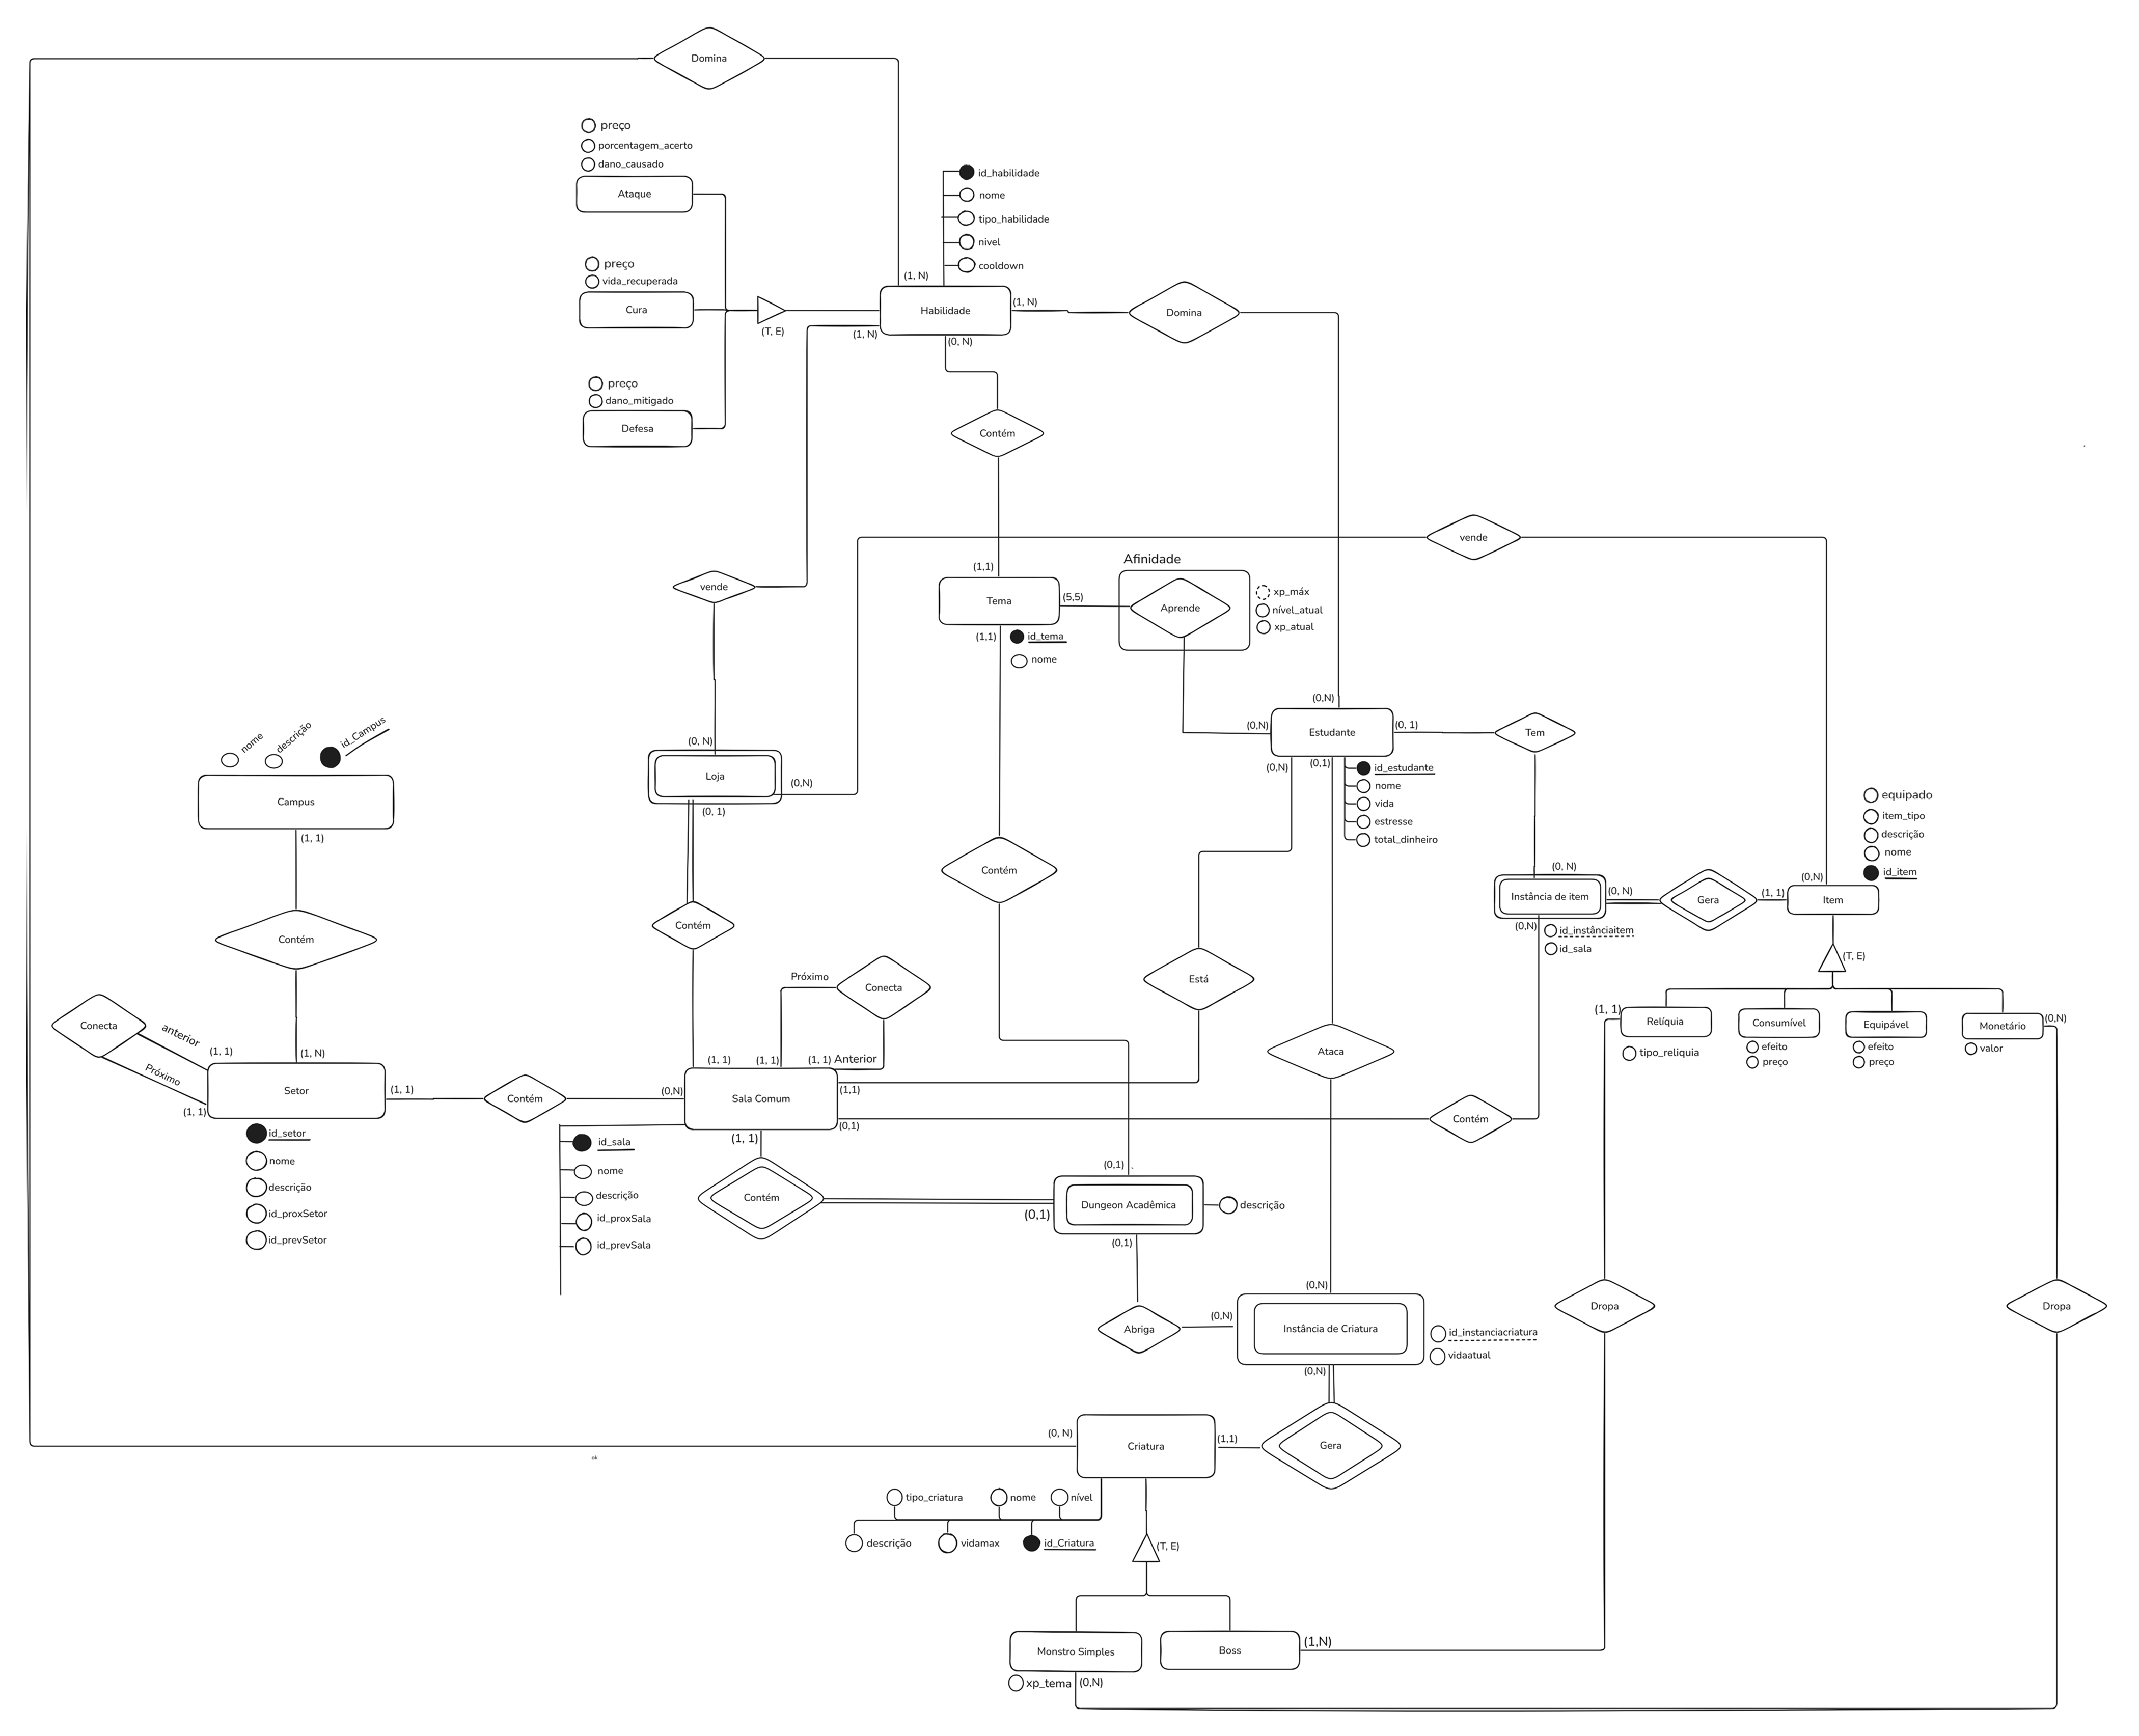 Domina
preço
porcentagem_acerto
dano_causado
Ataque
id_habilidade
nome
tipo_habilidade
nivel
cooldown
preço
vida_recuperada
Cura
(T, E)
(1, N)
(1, N)
Habilidade
(1, N)
(0, N)
Domina
preço
dano_mitigado
Defesa
Contém
vende
vende
Afinidade
(1,1)
Tema
(5,5)
Aprende
xp_máx
nível_atual
xp_atual
(1,1)
id_tema
nome
nome
descrição
id_Campus
Campus
(1, 1)
(0, N)
Loja
(0,N)
(0, 1)
(0,N)
(0,N)
Estudante
(0, 1)
Tem
(0,N)
(0,1)
id_estudante
nome
vida
estresse
total_dinheiro
equipado
item_tipo
descrição
nome
id_item
Contém
Contém
Contém
(0, N)
Instância de item
(0, N)
Gera
(1, 1)
(0,N)
Item
(0,N)
id_instânciaitem
id_sala
(T, E)
Está
Próximo
Conecta
Conecta
anterior
Próximo
(1, 1)
(1, 1)
(1, N)
Setor
(1, 1)
Contém
(0,N)
(1, 1)
(1, 1)
(1, 1) Anterior
Sala Comum
(1,1)
(0,1)
(1, 1)
Ataca
Contém
(1, 1)
Relíquia
tipo_reliquia
Consumível
efeito
preço
Equipável
efeito
preço
Monetário
(0,N)
valor
id_setor
nome
descrição
id_proxSetor
id_prevSetor
id_sala
nome
descrição
id_proxSala
id_prevSala
Contém
(0,1)
(0,1)
Dungeon Acadêmica
descrição
(0,1)
Abriga
(0,N)
(0,N)
Instância de Criatura
id_instanciacriatura
vidaatual
(0,N)
Dropa
Dropa
(0, N)
Criatura
(1,1)
Gera
ok
tipo_criatura
nome
nível
descrição
vidamax
id_Criatura
(T, E)
Monstro Simples
Boss
(1,N)
xp_tema
(0,N)